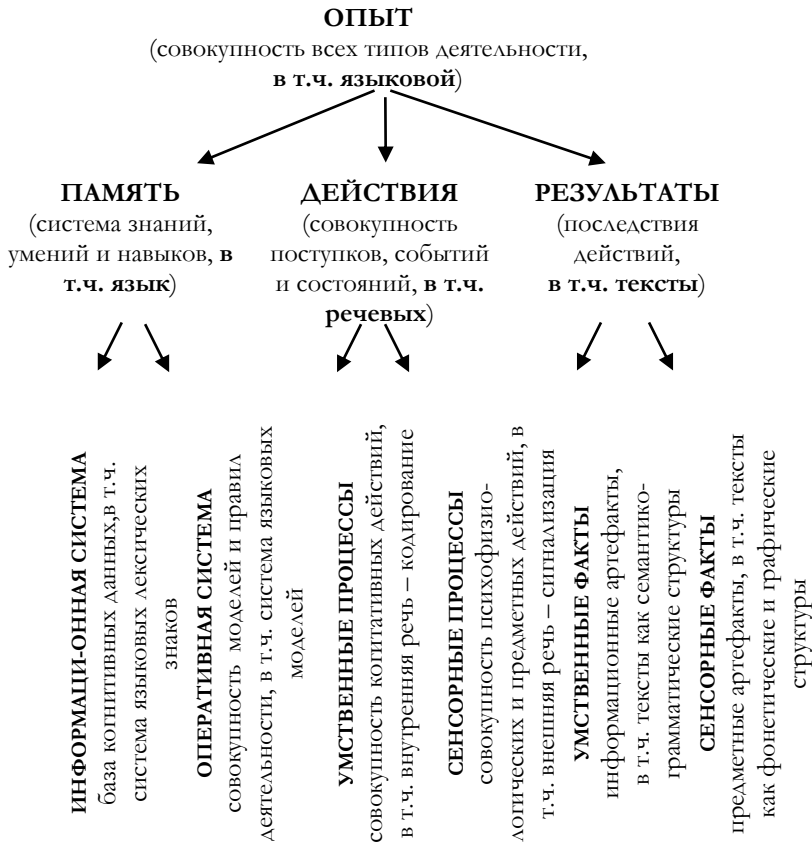 ОПЫТ
(совокупность всех типов деятельности,
в т.ч. языковой)
ПАМЯТЬ
(система знаний,
умений и навыков, в
т.ч. язык)
ДЕЙСТВИЯ
(совокупность
поступков, событий
и состояний, в т.ч.
речевых)
РЕЗУЛЬТАТЫ
(последствия
действий,
в т.ч. тексты)
ИНФОРМАЦИ-ОННАЯ СИСТЕМА
база когнитивных данных,в т.ч.
система языковых лексических
знаков
ОПЕРАТИВНАЯ СИСТЕМА
совокупность моделей и правил
деятельности, в т.ч. система языковых
моделей
УМСТВЕННЫЕ ПРОЦЕССЫ
совокупность когитативных действий,
в т.ч. внутренняя речь – кодирование
СЕНСОРНЫЕ ПРОЦЕССЫ
совокупность психофизио-
логических и предметных действий, в
т.ч. внешняя речь – сигнализация
УМСТВЕННЫЕ ФАКТЫ
информационные артефакты,
в т.ч. тексты как семантико-
грамматические структуры
СЕНСОРНЫЕ ФАКТЫ
предметные артефакты, в т.ч. тексты
как фонетические и графические
структуры